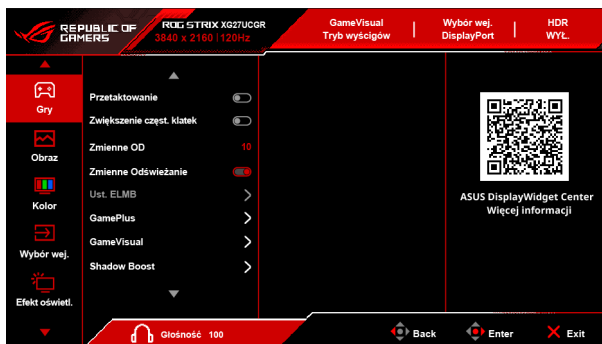 REPUBLIC OF
GAMERS
ROG STRIX XG27UCGR
3840 x 2160 | 120Hz
GameVisual
Tryb wyścigów
Wybór wej.
DisplayPort
HDR
WYŁ.
Gry
Obraz
Kolor
Wybór wej.
Efekt oświetl.
Przetaktowanie
Zwiększenie częst. klatek
Zmienne OD 10
Zmienne Odświeżanie
Ust. ELMB
GamePlus
GameVisual
Shadow Boost
ASUS DisplayWidget Center
Więcej informacji
Głośność 100
Back
Enter
Exit